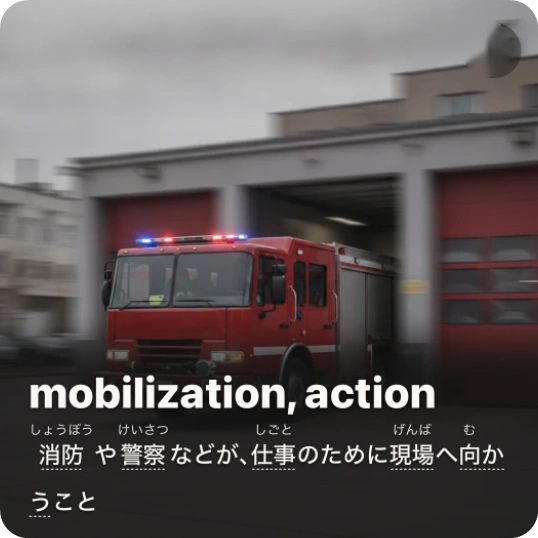 mobilization, action
しょうぼう けいさつ しごと げんば む
消防や警察などが、仕事のために現場へ向か
うこと